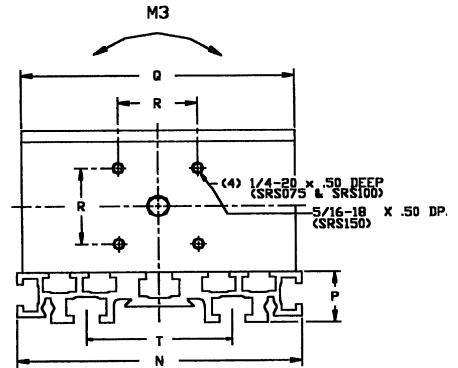 M3
Q
R
R
(4) 1/4-20 x .50 DEEP
(SRS075 & SRS100)
5/16-18 X .50 DP.
(SRS150)
P
T
N